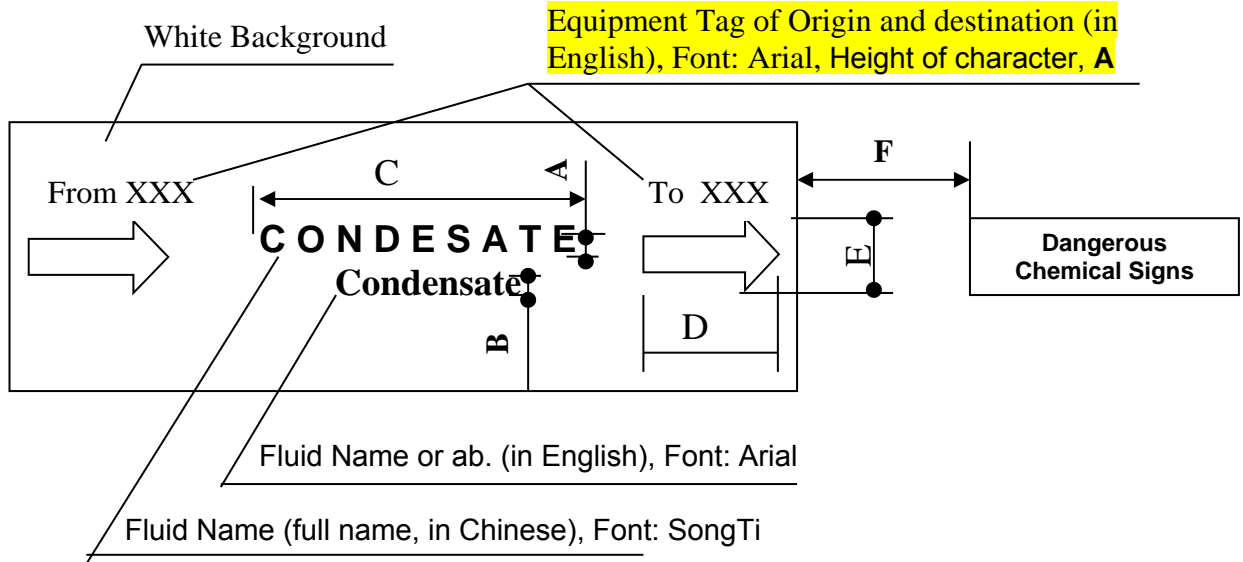 White Background
Equipment Tag of Origin and destination (in
English), Font: Arial, Height of character, A
From XXX
C
A
To XXX
F
C O N D E S A T E
Condensate
E
Dangerous
Chemical Signs
B
D
Fluid Name or ab. (in English), Font: Arial
Fluid Name (full name, in Chinese), Font: SongTi